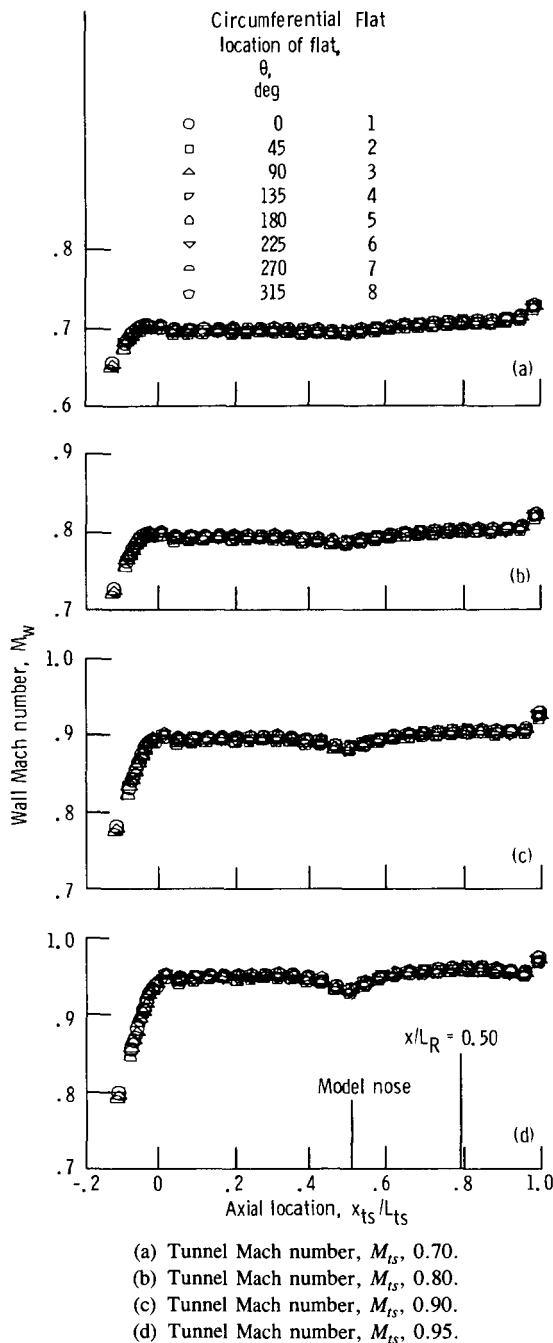 Circumferential Flat
location of flat,
θ,
deg
0 1
45 2
90 3
135 4
180 5
225 6
270 7
315 8
.8
.7
.6
(a)
.9
.8
.7
(b)
1.0
.9
.8
.7
(c)
1.0
.9
.8
.7
(d)
Wall Mach number, M_w
x/L_R = 0.50
Model nose
-.2 0 .2 .4 .6 .8 1.0
Axial location, x_ts/L_ts
(a) Tunnel Mach number, M_ts, 0.70.
(b) Tunnel Mach number, M_ts, 0.80.
(c) Tunnel Mach number, M_ts, 0.90.
(d) Tunnel Mach number, M_ts, 0.95.